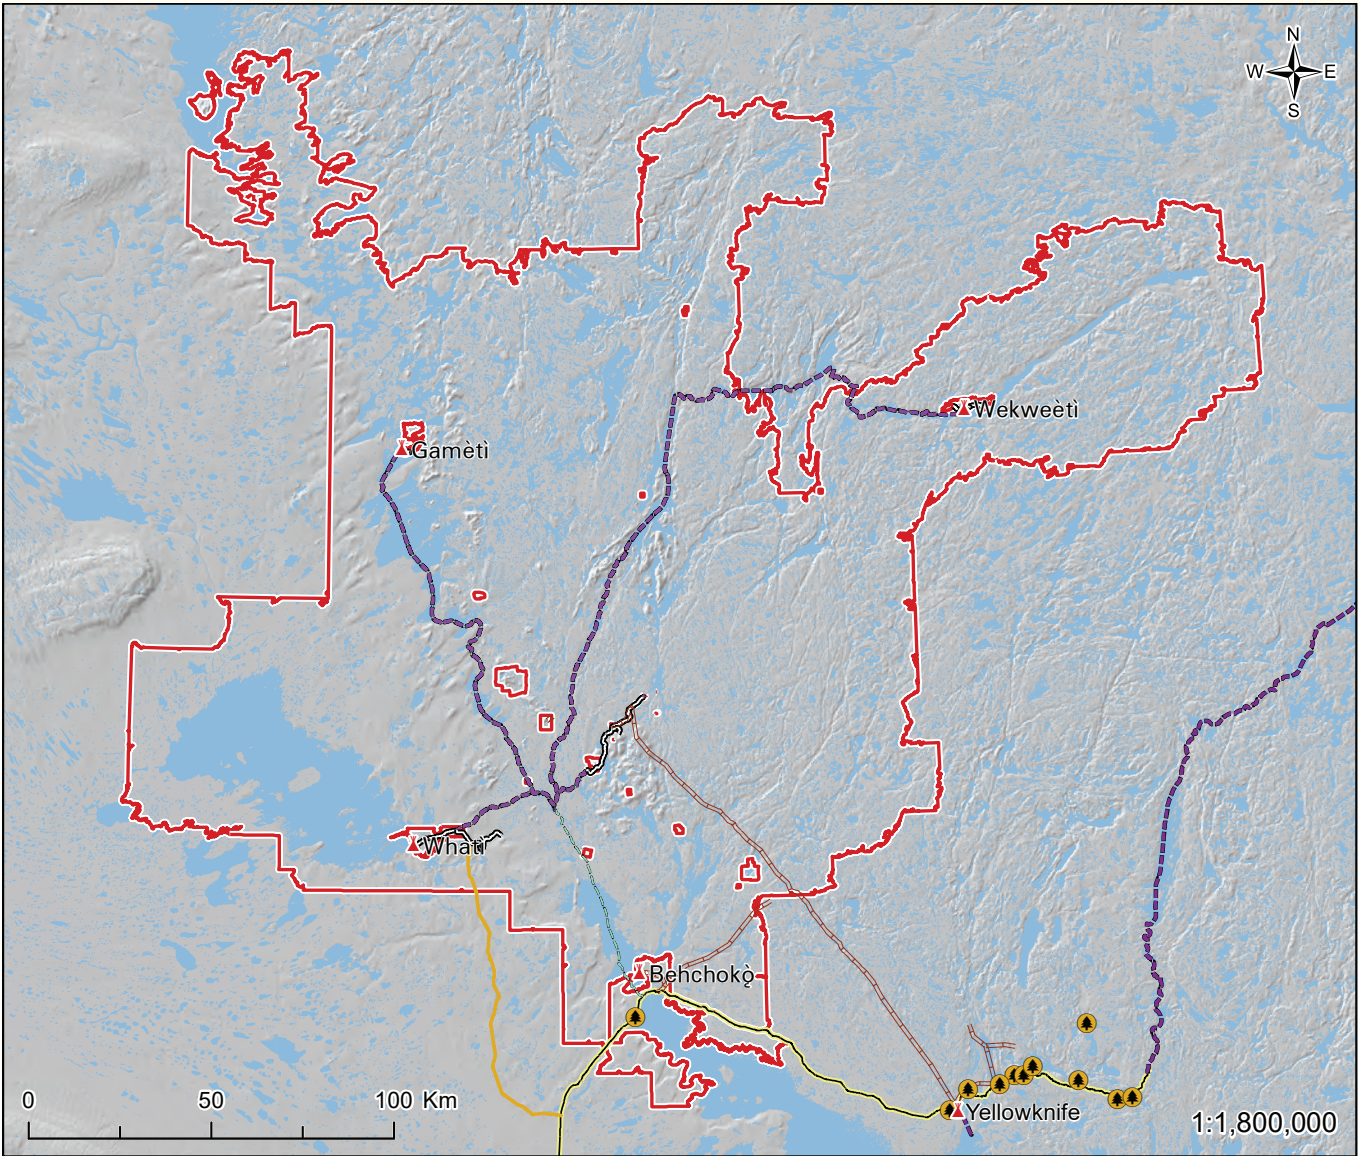 N
W E
S
Wekweètì
Gamètì
Whatì
Behchokǫ̀
0 50 100 Km
Yellowknife
1:1,800,000